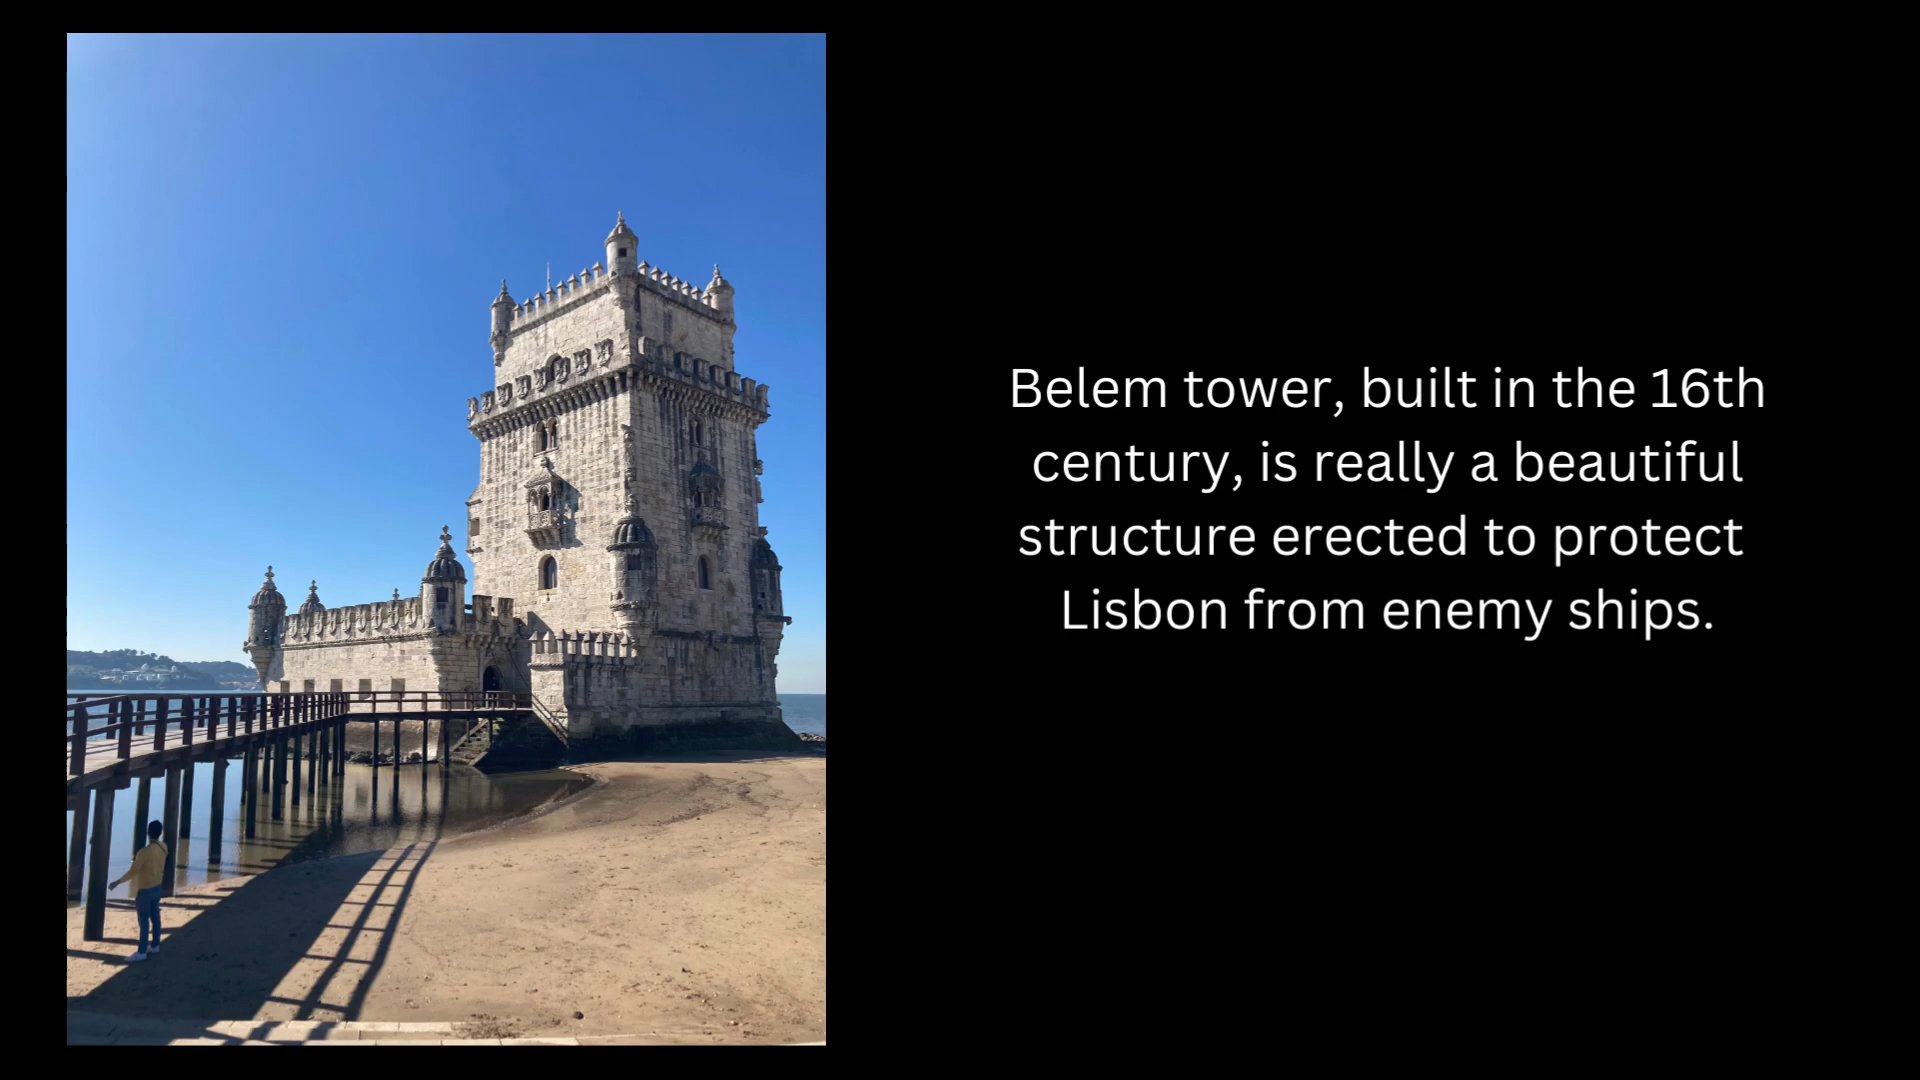 Belem tower, built in the 16th
century, is really a beautiful
structure erected to protect
Lisbon from enemy ships.